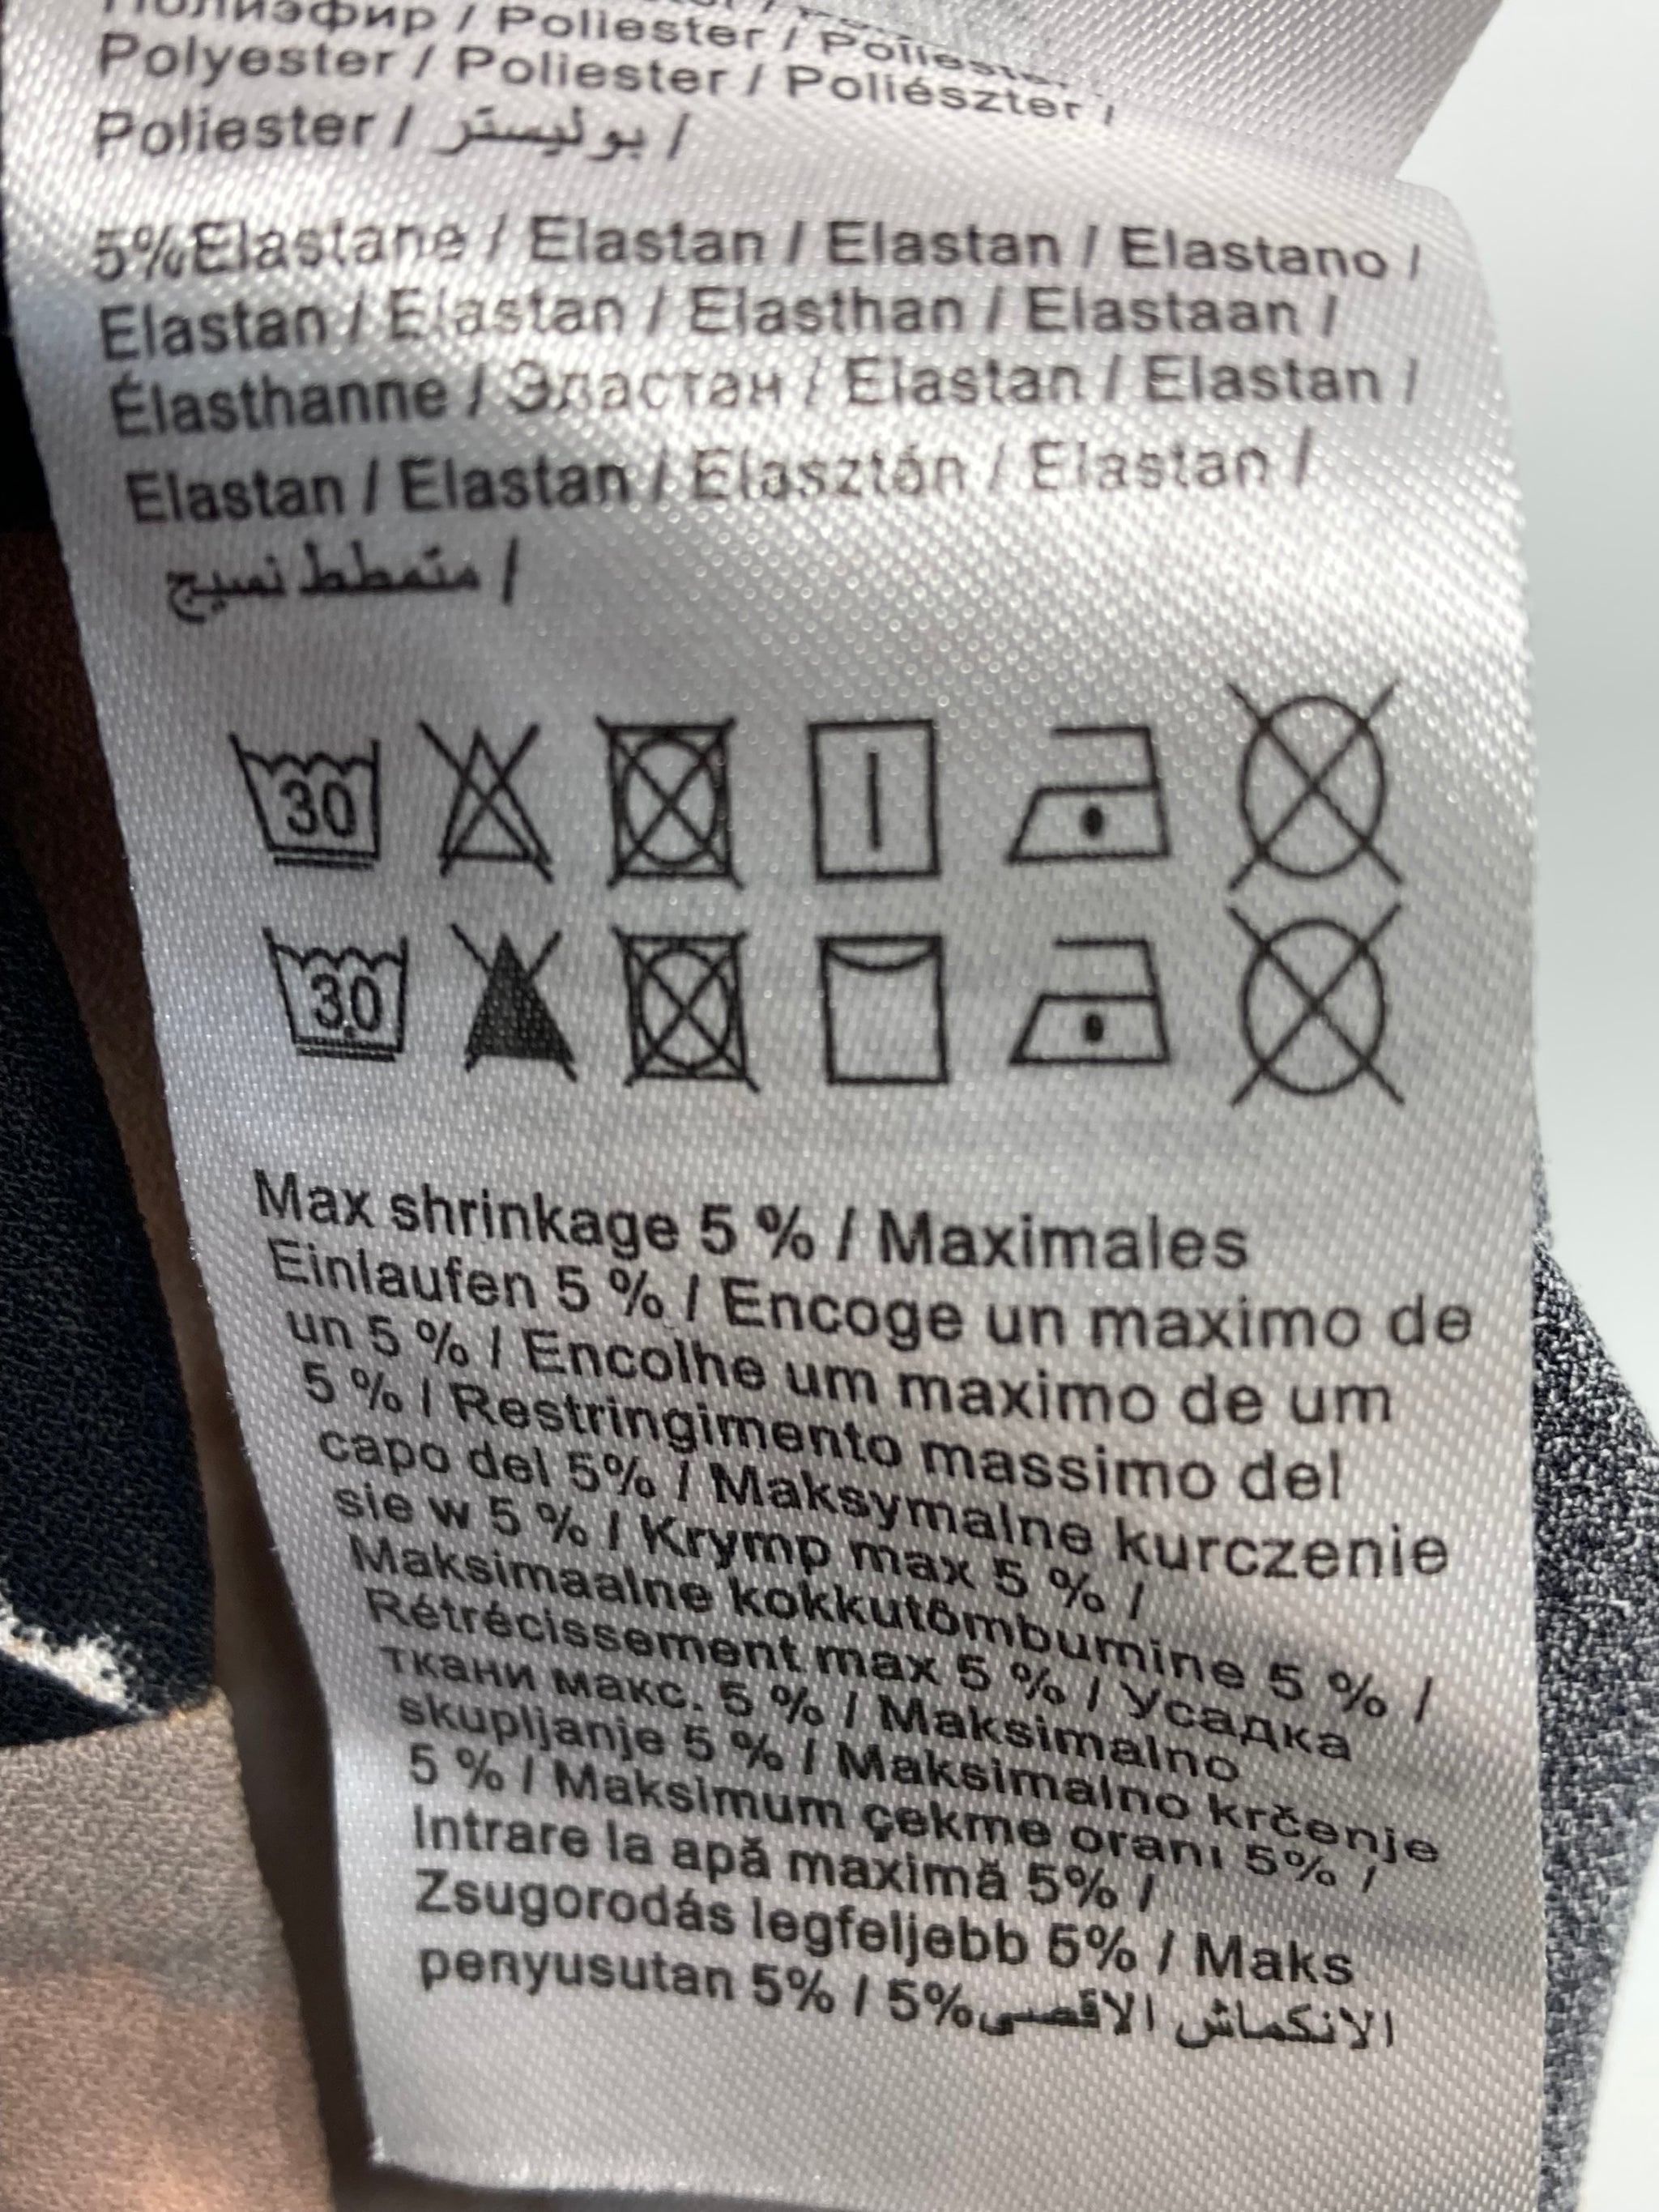 Полиэфир / Poliester / Poliester
Polyester / Poliester / Poliészter /
Poliester / بوليستر /
5%Elastane / Elastan / Elastan / Elastano /
Elastan / Elastan / Elasthan / Elastaan /
Élasthanne / Эластан / Elastan / Elastan /
Elastan / Elastan / Elasztán / Elastan /
متمطط نسيج /
30
30
Max shrinkage 5 % / Maximales
Einlaufen 5 % / Encoge un maximo de
un 5 % / Encolhe um maximo de um
5 % / Restringimento massimo del
capo del 5% / Maksymalne kurczenie
sie w 5 % / Krymp max 5 % /
Maksimaalne kokkutõmbumine 5 % /
Rétrécissement max 5 % / Усадка
ткани макс. 5 % / Maksimalno
skupljanje 5 % / Maksimalno krčenje
5 % / Maksimum çekme oranı 5% /
Intrare la apă maximă 5% /
Zsugorodás legfeljebb 5% / Maks
penyusutan 5% / 5%الانكماش الاقصى